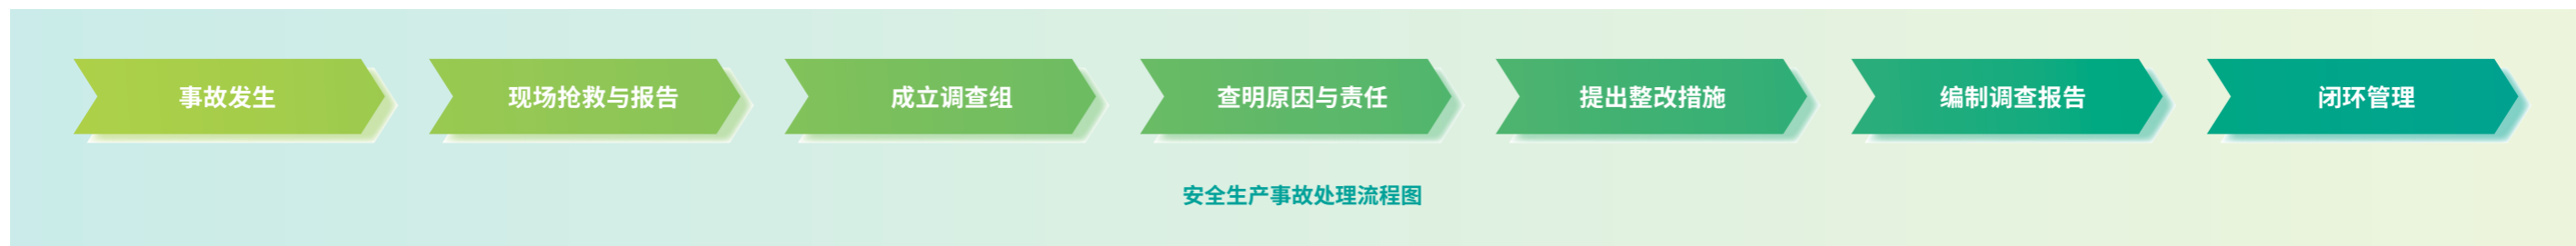 事故发生
现场抢救与报告
成立调查组
查明原因与责任
提出整改措施
编制调查报告
闭环管理
安全生产事故处理流程图